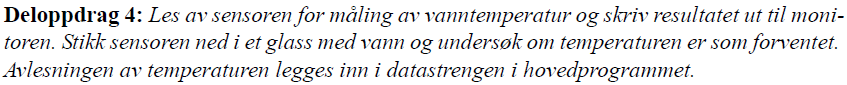 Deloppdrag 4: Les av sensoren for måling av vanntemperatur og skriv resultatet ut til moni-
toren. Stikk sensoren ned i et glass med vann og undersøk om temperaturen er som forventet.
Avlesningen av temperaturen legges inn i datastrengen i hovedprogrammet.